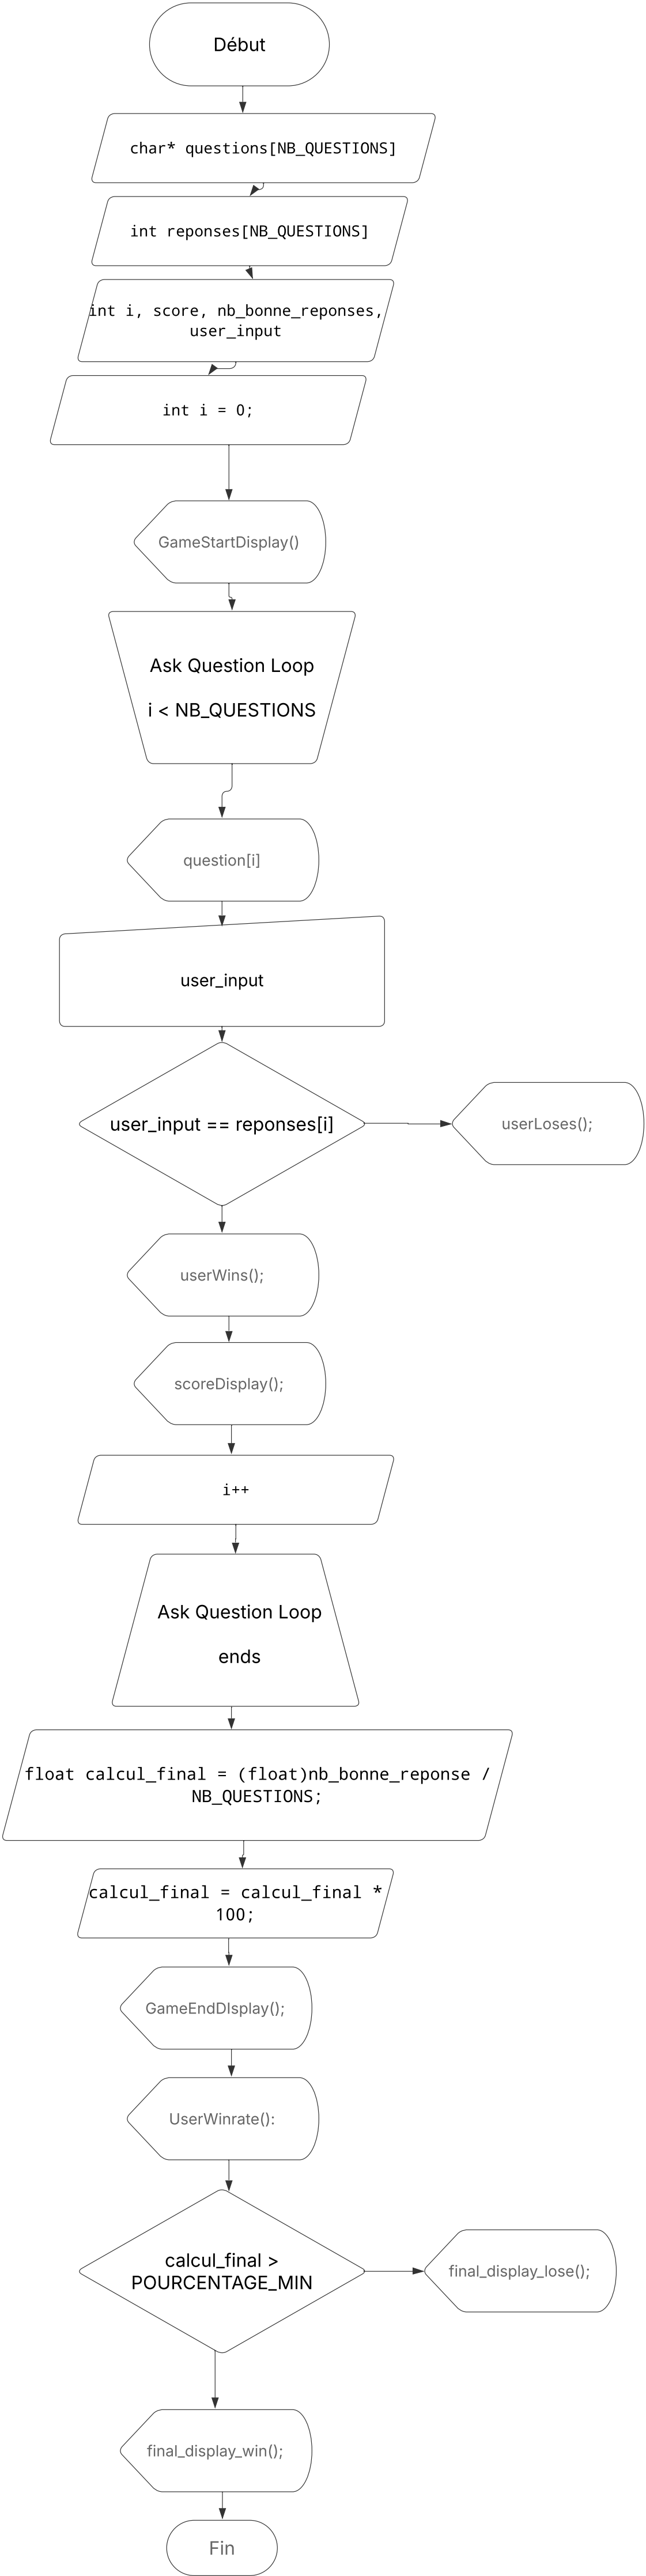 Début
char* questions[NB_QUESTIONS]
int reponses[NB_QUESTIONS]
int i, score, nb_bonne_reponses,
user_input
int i = 0;
GameStartDisplay()
Ask Question Loop
i < NB_QUESTIONS
question[i]
user_input
user_input == reponses[i]
userLoses();
userWins();
scoreDisplay();
i++
Ask Question Loop
ends
float calcul_final = (float)nb_bonne_reponse /
NB_QUESTIONS;
calcul_final = calcul_final *
100;
GameEndDIsplay();
UserWinrate():
calcul_final >
POURCENTAGE_MIN
final_display_lose();
final_display_win();
Fin